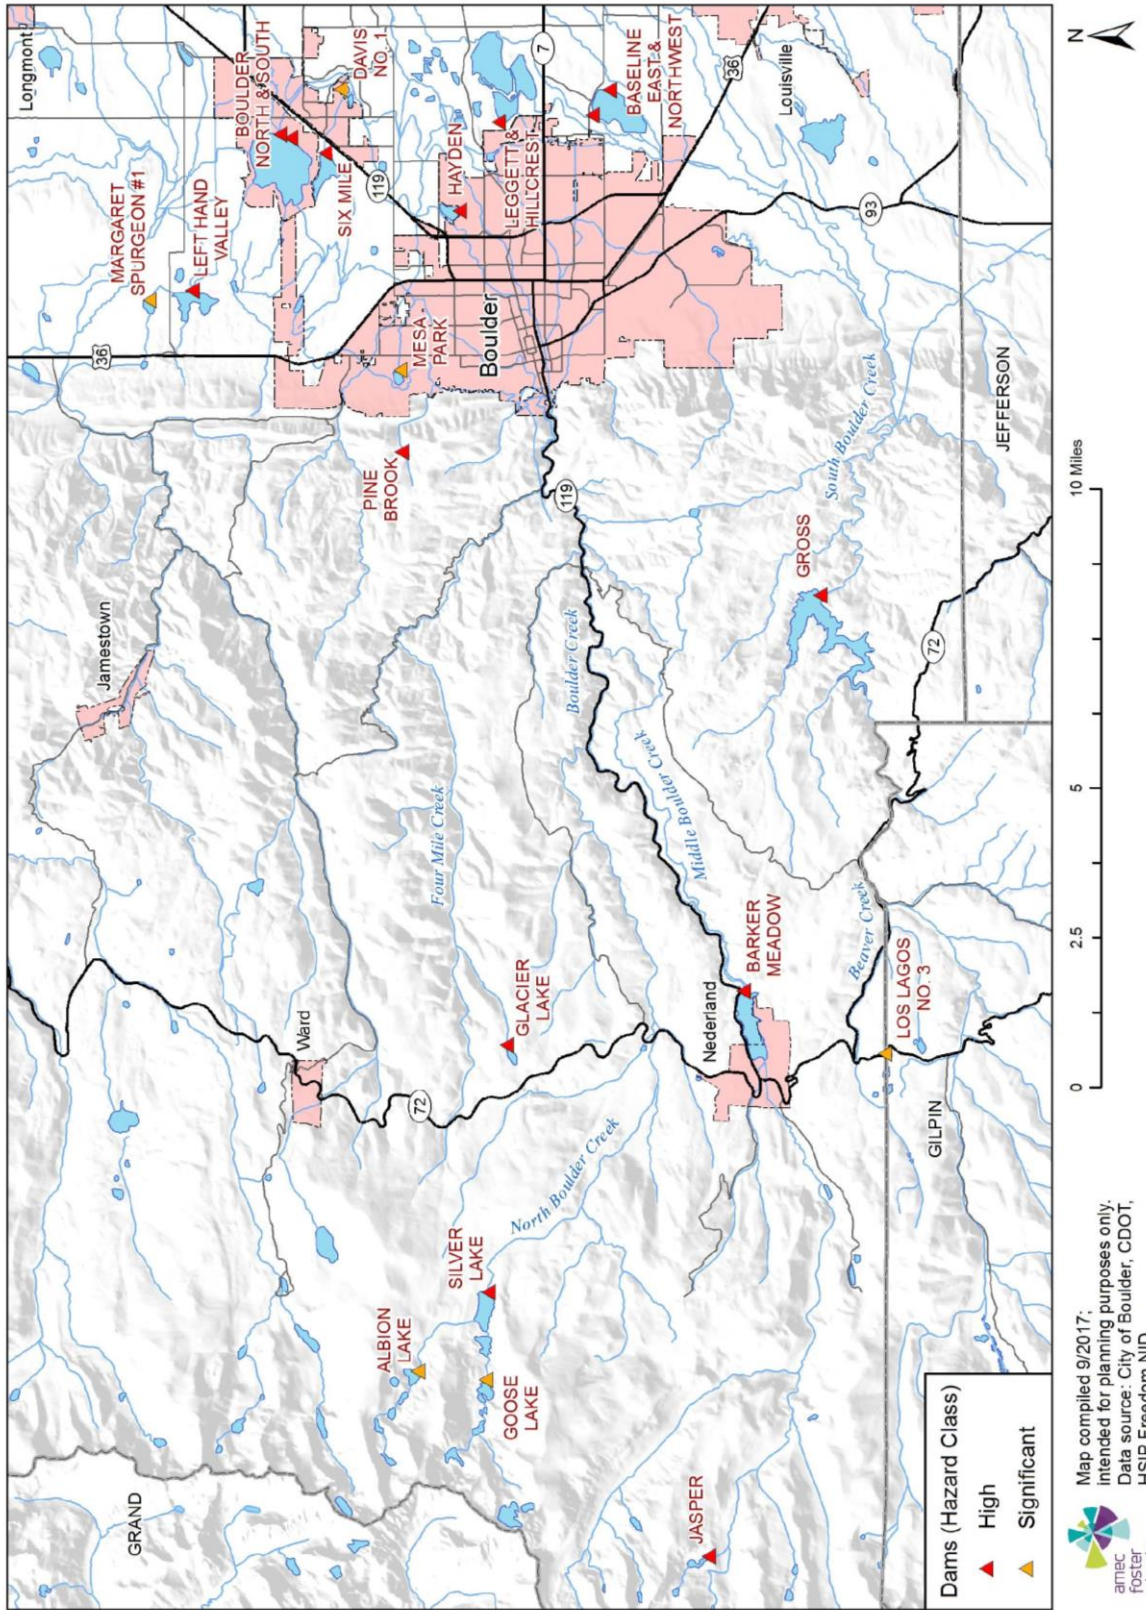 Longmont
MARGARET
SPURGEON #1
LEFT HAND
VALLEY
BOULDER
NORTH & SOUTH
DAVIS
NO. 1
SIX MILE
119
36
HAYDEN
LEGGETT &
HILLCREST
7
BASELINE
EAST &
NORTHWEST
36
Louisville
93
MESA
PARK
Boulder
PINE
BROOK
119
South Boulder Creek
JEFFERSON
Jamestown
GROSS
72
Four Mile Creek
Boulder Creek
Middle Boulder Creek
Beaver Creek
Ward
72
GLACIER
LAKE
Nederland
BARKER
MEADOW
LOS LAGOS
NO. 3
GILPIN
North Boulder Creek
SILVER
LAKE
ALBION
LAKE
GOOSE
LAKE
GRAND
JASPER
Dams (Hazard Class)
High
Significant
amec
foster
Map compiled 9/2017;
intended for planning purposes only.
Data source: City of Boulder, CDOT,
HSIP Freedom NID
0
2.5
5
10 Miles
N